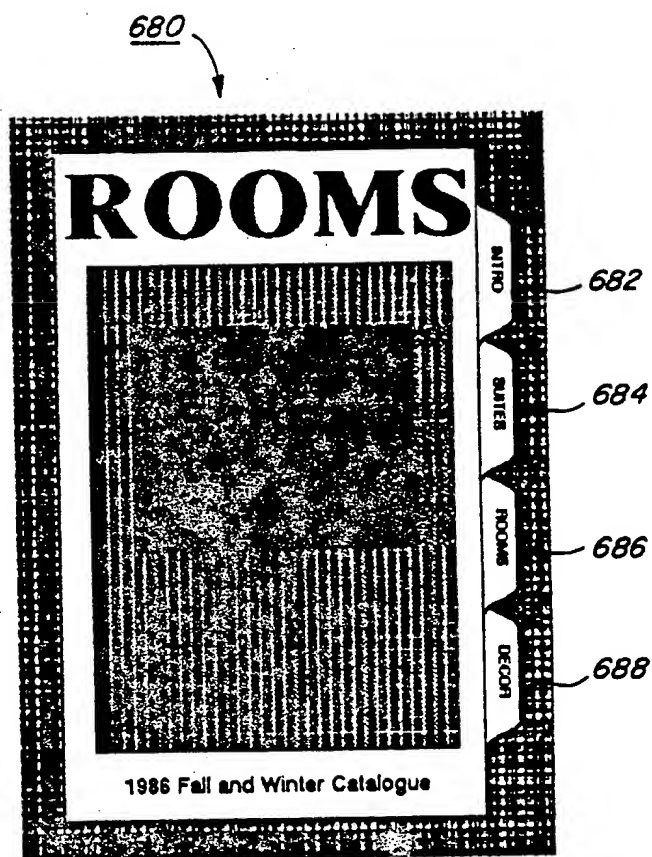 680
ROOMS
INTRO
682
SUITES
684
ROOMS
686
DECOR
688
1986 Fall and Winter Catalogue